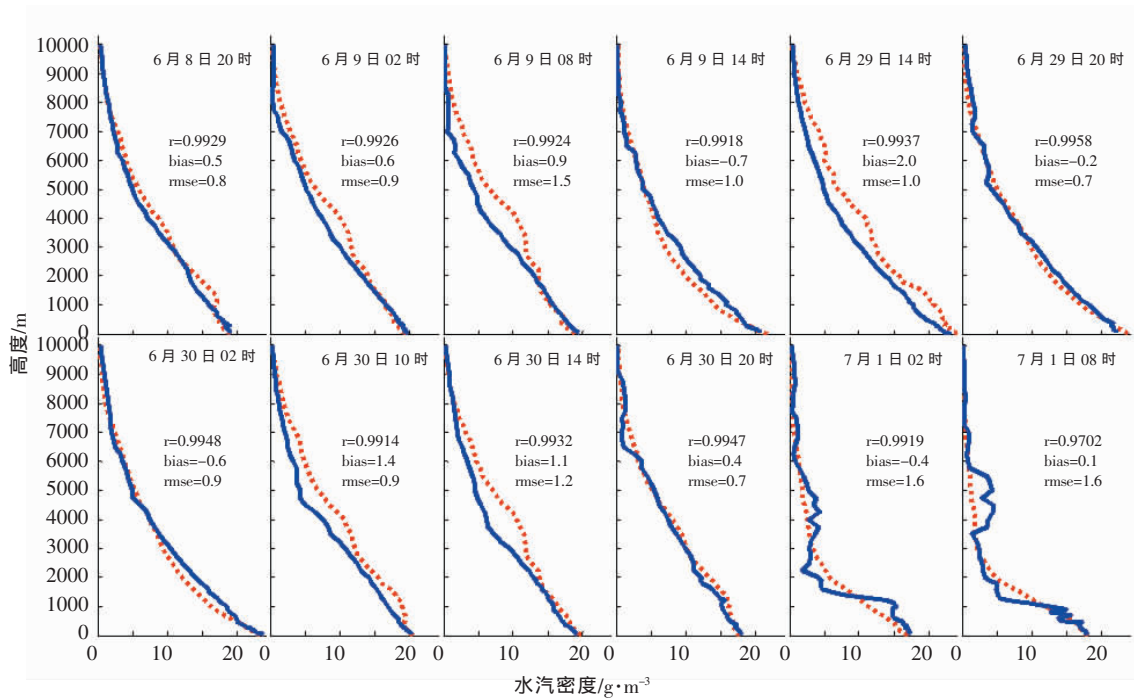 高度/m
10000
9000
8000
7000
6000
5000
4000
3000
2000
1000
0
6月8日20时
r=0.9929
bias=0.5
rmse=0.8
6月9日02时
r=0.9926
bias=0.6
rmse=0.9
6月9日08时
r=0.9924
bias=0.9
rmse=1.5
6月9日14时
r=0.9918
bias=−0.7
rmse=1.0
6月29日14时
r=0.9937
bias=2.0
rmse=1.0
6月29日20时
r=0.9958
bias=−0.2
rmse=0.7
10000
9000
8000
7000
6000
5000
4000
3000
2000
1000
0
6月30日02时
r=0.9948
bias=−0.6
rmse=0.9
6月30日10时
r=0.9914
bias=1.4
rmse=0.9
6月30日14时
r=0.9932
bias=1.1
rmse=1.2
6月30日20时
r=0.9947
bias=0.4
rmse=0.7
7月1日02时
r=0.9919
bias=−0.4
rmse=1.6
7月1日08时
r=0.9702
bias=0.1
rmse=1.6
0 10 20 0 10 20 0 10 20 0 10 20 0 10 20 0 10 20
水汽密度/g·m⁻³